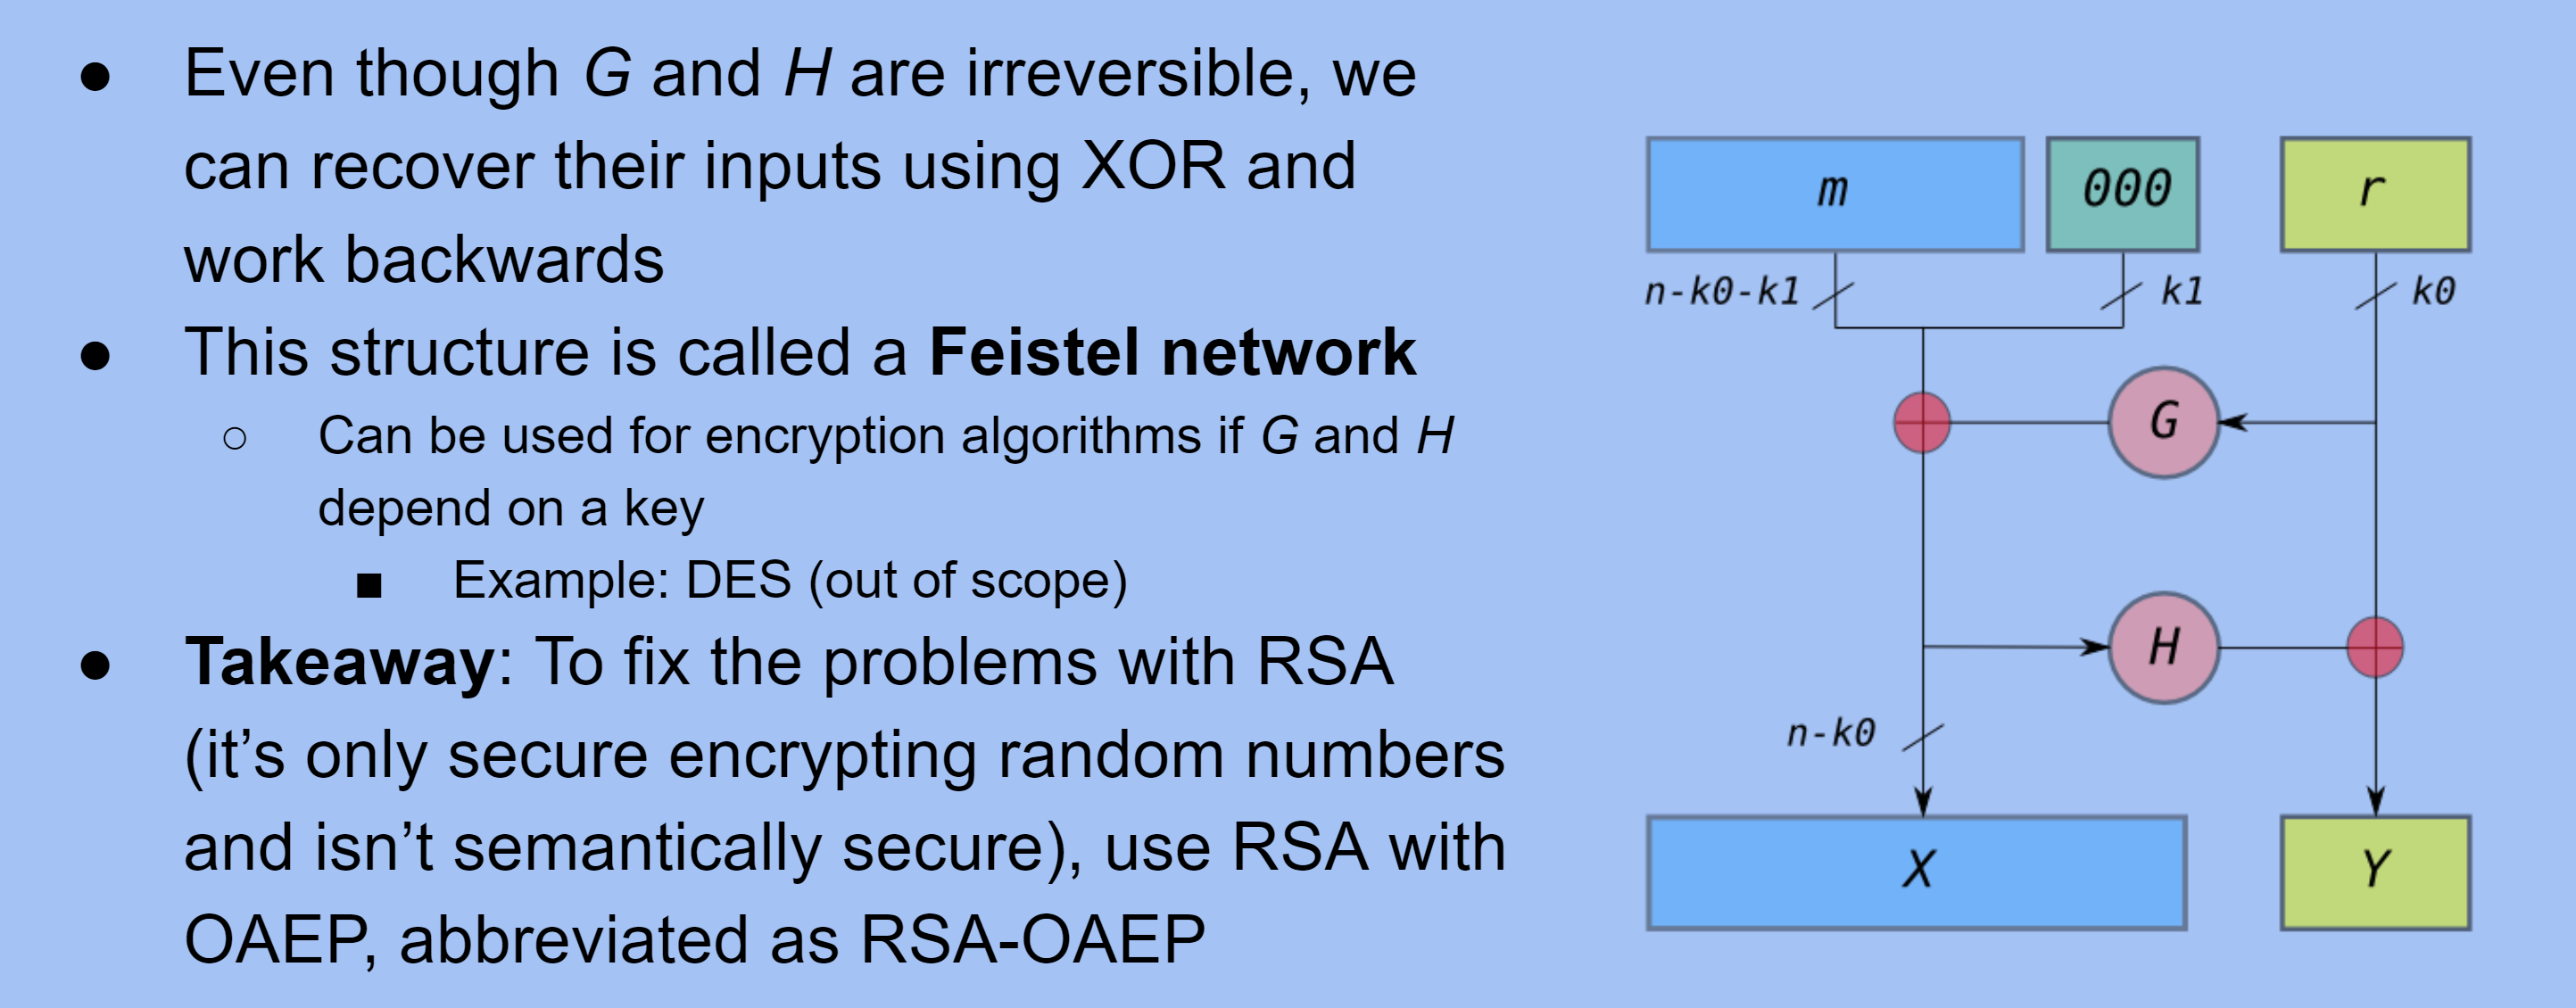 ● Even though G and H are irreversible, we
can recover their inputs using XOR and
work backwards
● This structure is called a Feistel network
○ Can be used for encryption algorithms if G and H
depend on a key
■ Example: DES (out of scope)
● Takeaway: To fix the problems with RSA
(it’s only secure encrypting random numbers
and isn’t semantically secure), use RSA with
OAEP, abbreviated as RSA-OAEP
m 000 r
n-k0-k1 k1 k0
G
H
n-k0
X Y